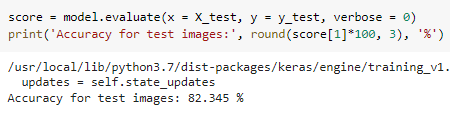 score = model.evaluate(x = X_test, y = y_test, verbose = 0)
print('Accuracy for test images:', round(score[1]*100, 3), '%')
/usr/local/lib/python3.7/dist-packages/keras/engine/training_v1.
updates = self.state_updates
Accuracy for test images: 82.345 %